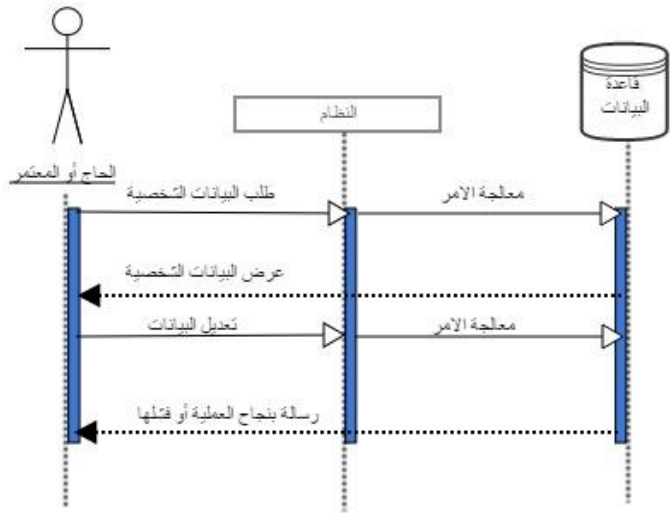 قاعدة
البيانات
النظام
الحاج أو المعتمر
طلب البيانات الشخصية
معالجة الامر
عرض البيانات الشخصية
تعديل البيانات
معالجة الامر
رسالة بنجاح العملية أو فشلها